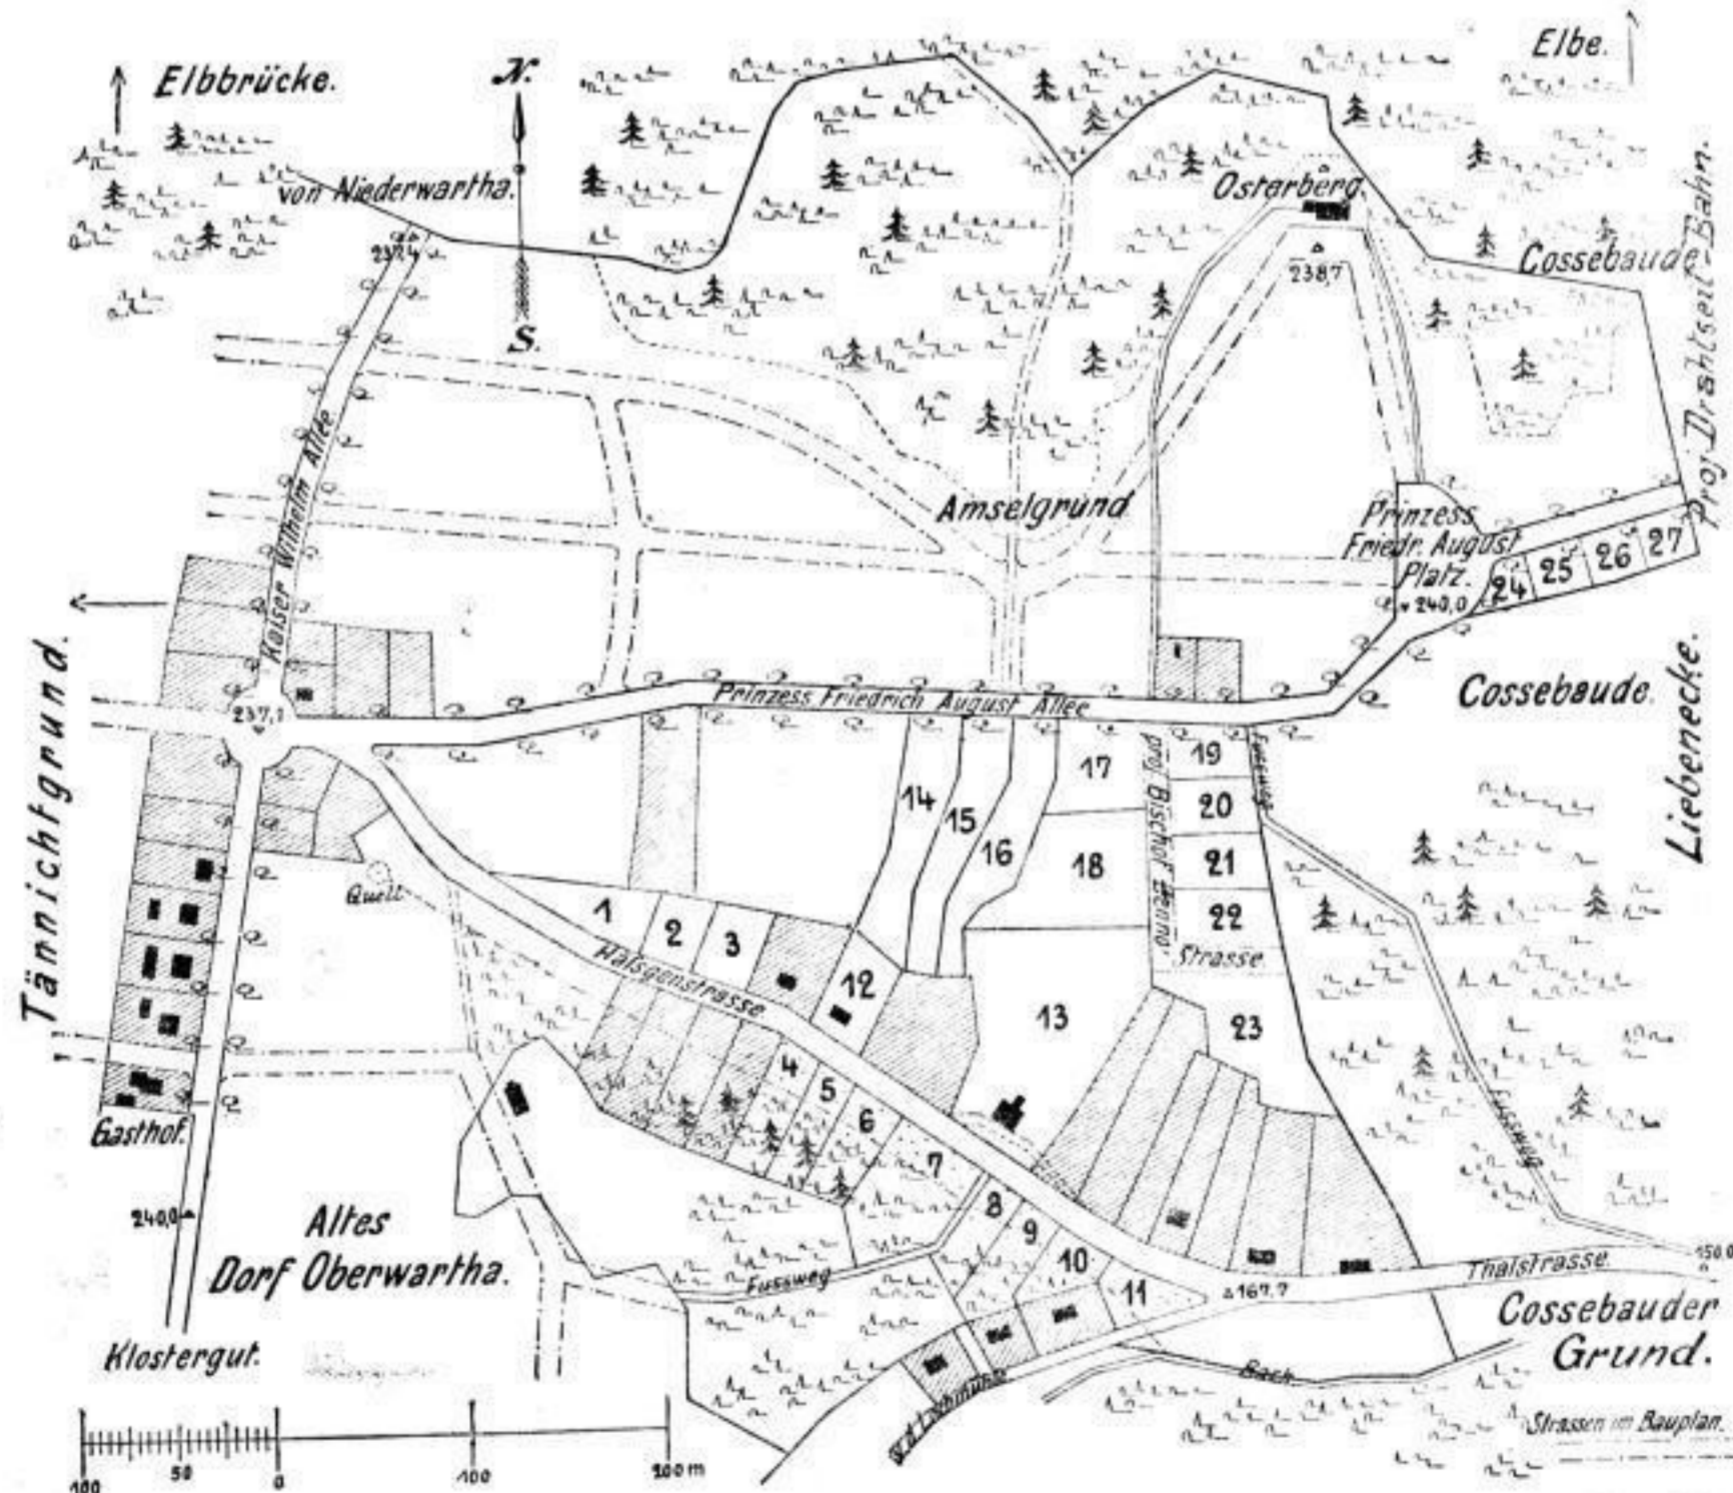 Elbe.
Elbbrücke.
N.
von Niederwartha.
Osterberg.
237,4
Cossebaude
238,7
S.
Proj. Drahtseil-Bahn.
Kaiser Wilhelm Allée
Amselgrund
Prinzess
Friedr. August
Platz.
240,0
24
25
26
27
Tännichtgrund.
237,1
Prinzess Friedrich August Allee
Cossebaude.
Liebenecke.
14
15
16
17
18
proj. Bischof Benno
Strasse
19
20
21
22
23
Fussweg
Quell
1
2
3
12
13
Halsganstrasse
4
5
6
7
8
9
10
11
Gasthof.
240,0
Altes
Dorf Oberwartha.
Fussweg
Fussweg
Thalstrasse.
150,0
167.7
Klostergut.
Cossebauder
Grund.
Bach
Strassen im Bauplan.
100
50
0
100
200 m